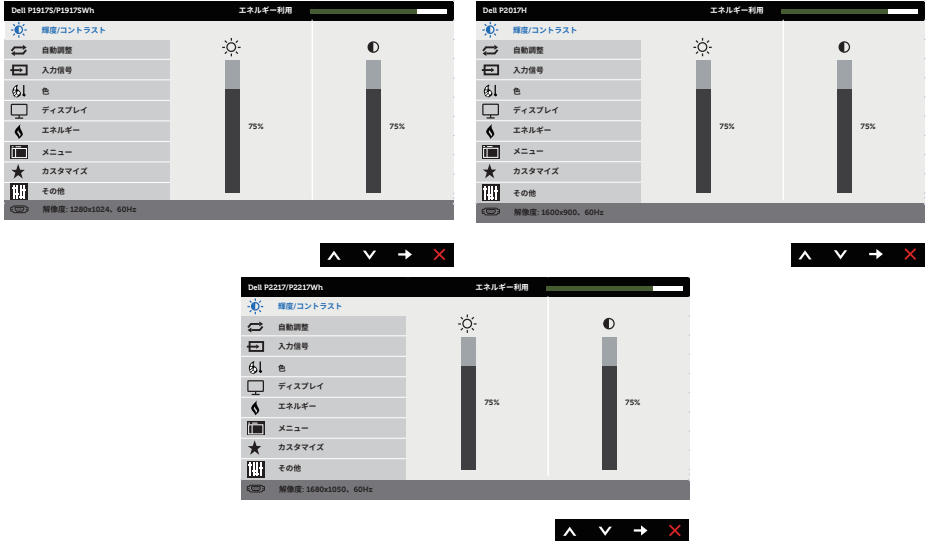 Dell P1917S/P1917SWh エネルギー利用
輝度/コントラスト
自動調整
入力信号
色
ディスプレイ
エネルギー
メニュー
カスタマイズ
その他
75% 75%
解像度: 1280x1024、60Hz
Dell P2017H エネルギー利用
輝度/コントラスト
自動調整
入力信号
色
ディスプレイ
エネルギー
メニュー
カスタマイズ
その他
75% 75%
解像度: 1600x900、60Hz
Dell P2217/P2217Wh エネルギー利用
輝度/コントラスト
自動調整
入力信号
色
ディスプレイ
エネルギー
メニュー
カスタマイズ
その他
75% 75%
解像度: 1680x1050、60Hz